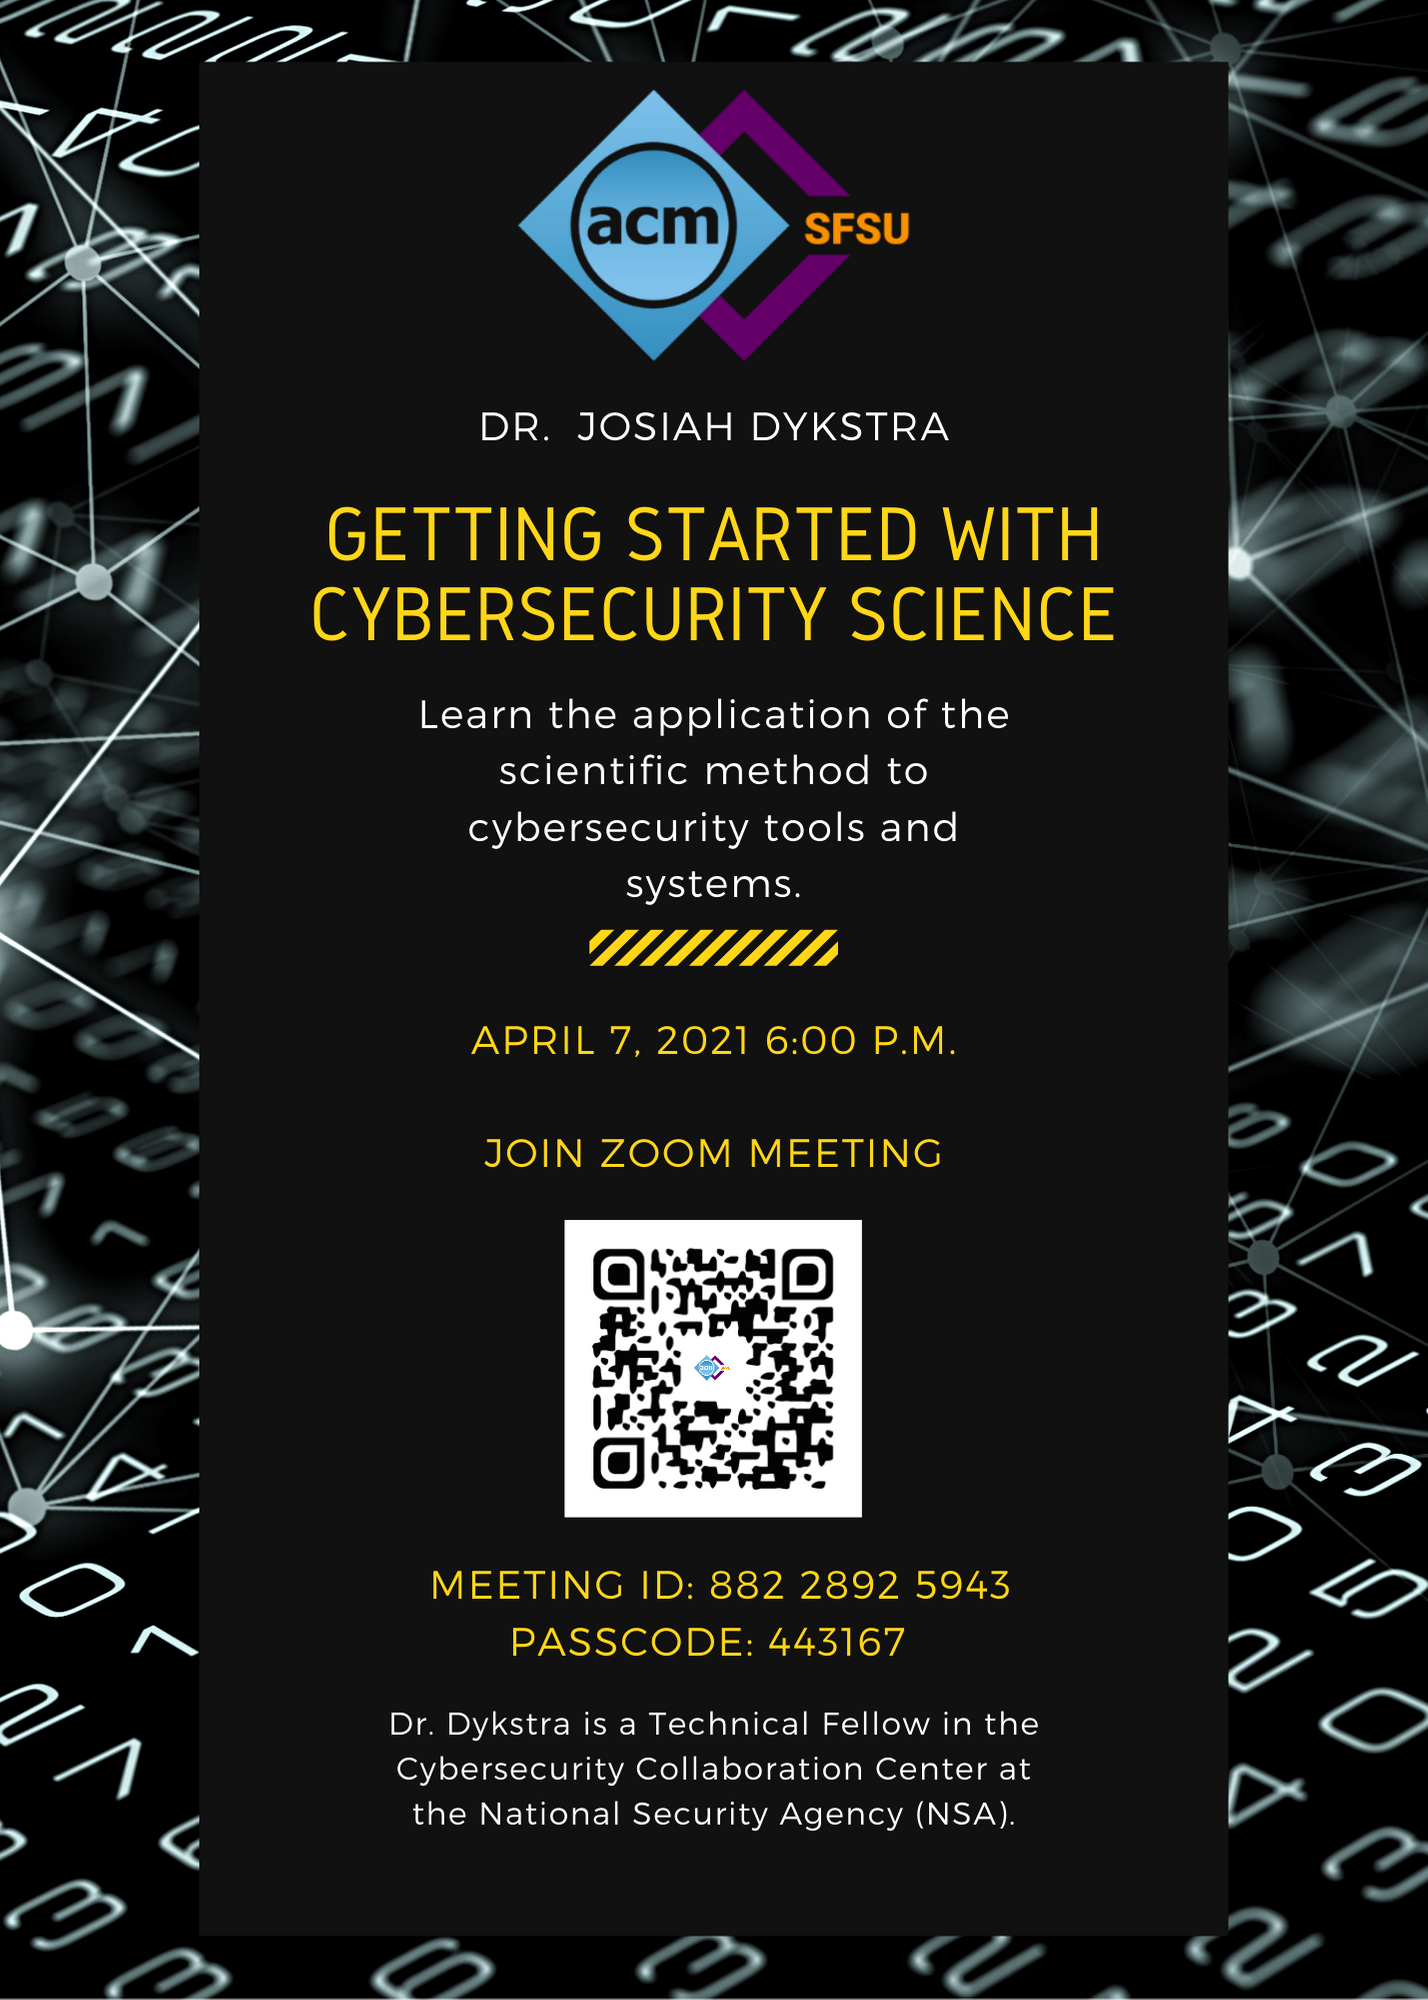 acm
SFSU
DR. JOSIAH DYKSTRA
GETTING STARTED WITH
CYBERSECURITY SCIENCE
Learn the application of the
scientific method to
cybersecurity tools and
systems.
APRIL 7, 2021 6:00 P.M.
JOIN ZOOM MEETING
MEETING ID: 882 2892 5943
PASSCODE: 443167
Dr. Dykstra is a Technical Fellow in the
Cybersecurity Collaboration Center at
the National Security Agency (NSA).